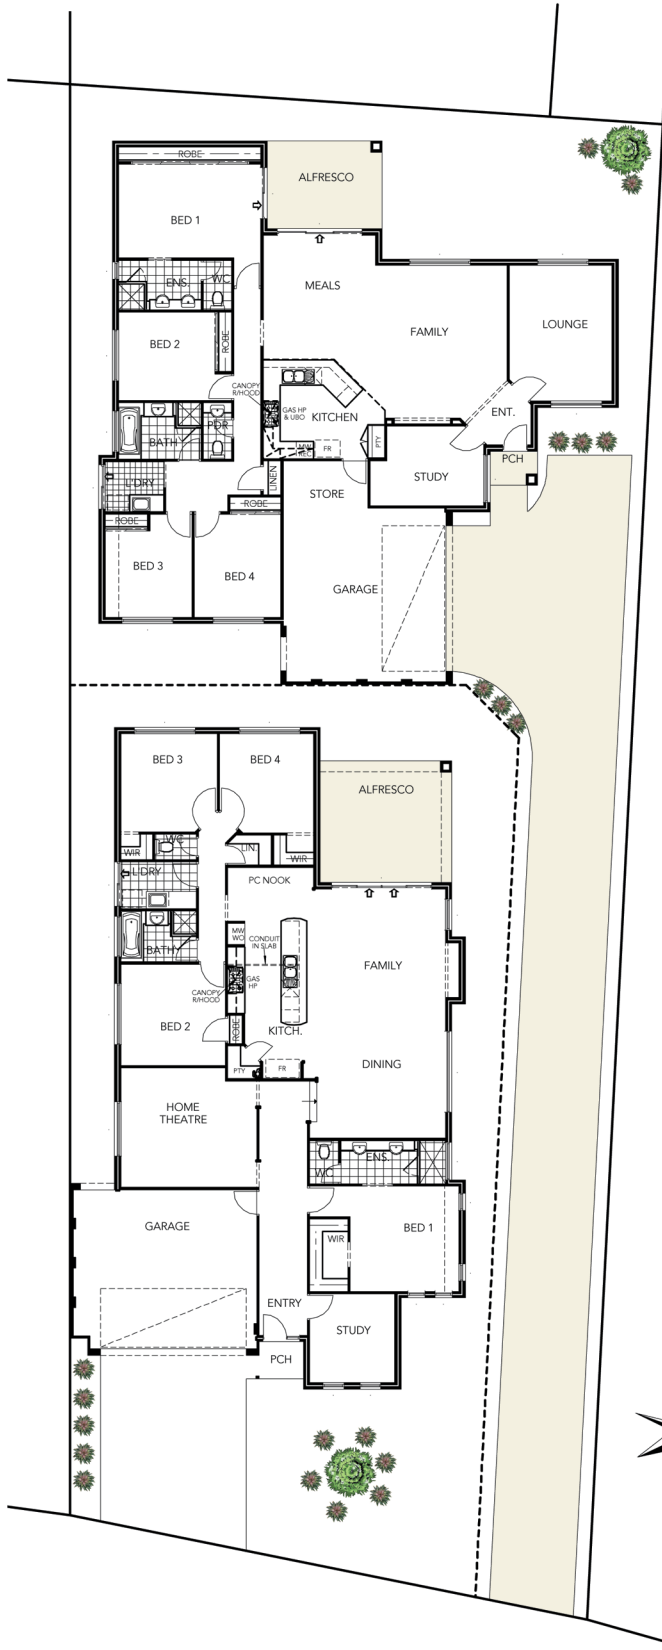 ROBE
ALFRESCO
BED 1
ENS.
WC
MEALS
FAMILY
LOUNGE
BED 2
ROBE
CANOPY
R/HOOD
GAS HP
& UBO
KITCHEN
ENT.
BATH
PDR
PTY
MW
REC
FR
PCH
L'DRY
LINEN
STORE
STUDY
ROBE
ROBE
BED 3
BED 4
GARAGE
BED 3
BED 4
ALFRESCO
WIR
WC
LIN.
WIR
L'DRY
PC NOOK
BATH
MW
WO
CONDUIT
IN SLAB
FAMILY
CANOPY
R/HOOD
GAS
HP
BED 2
ROBE
KITCH.
PTY
FR
DINING
HOME
THEATRE
WC
ENS.
GARAGE
BED 1
WIR
ENTRY
STUDY
PCH